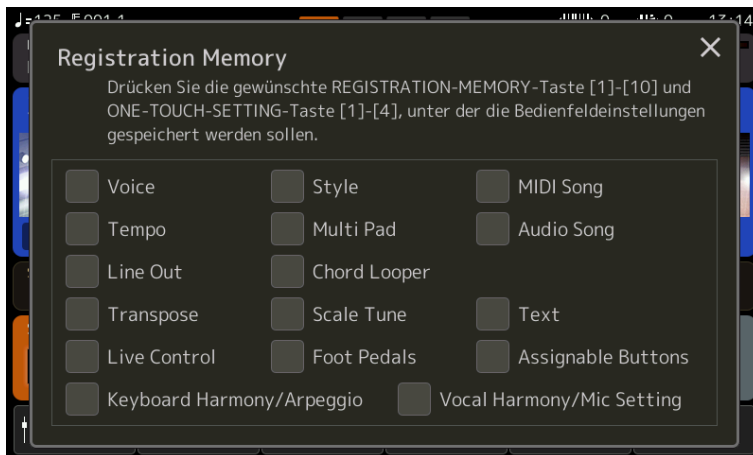 Registration Memory
Drücken Sie die gewünschte REGISTRATION-MEMORY-Taste [1]-[10] und
ONE-TOUCH-SETTING-Taste [1]-[4], unter der die Bedienfeldeinstellungen
gespeichert werden sollen.
Voice Style MIDI Song
Tempo Multi Pad Audio Song
Line Out Chord Looper
Transpose Scale Tune Text
Live Control Foot Pedals Assignable Buttons
Keyboard Harmony/Arpeggio Vocal Harmony/Mic Setting